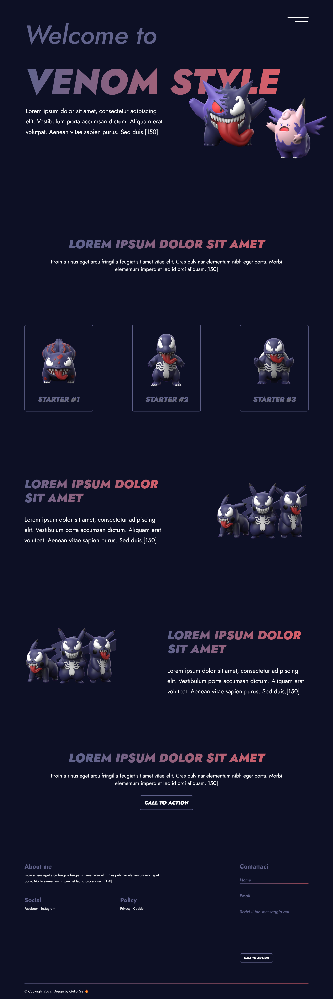 Welcome to
VENOM STYLE
Lorem ipsum dolor sit amet, consectetur adipiscing
elit. Vestibulum porta accumsan dictum. Aliquam erat
volutpat. Aenean vitae sapien purus. Sed duis.[150]
LOREM IPSUM DOLOR SIT AMET
Proin a risus eget arcu fringilla feugiat sit amet vitae elit. Cras pulvinar elementum nibh eget porta. Morbi
elementum imperdiet leo id orci aliquam.[150]
STARTER #1
STARTER #2
STARTER #3
LOREM IPSUM DOLOR
SIT AMET
Lorem ipsum dolor sit amet, consectetur adipiscing
elit. Vestibulum porta accumsan dictum. Aliquam erat
volutpat. Aenean vitae sapien purus. Sed duis.[150]
LOREM IPSUM DOLOR
SIT AMET
Lorem ipsum dolor sit amet, consectetur adipiscing
elit. Vestibulum porta accumsan dictum. Aliquam erat
volutpat. Aenean vitae sapien purus. Sed duis.[150]
LOREM IPSUM DOLOR SIT AMET
Proin a risus eget arcu fringilla feugiat sit amet vitae elit. Cras pulvinar elementum nibh eget porta. Morbi
elementum imperdiet leo id orci aliquam.[150]
CALL TO ACTION
About me
Proin a risus eget arcu fringilla feugiat sit amet vitae elit. Cras pulvinar elementum nibh eget
porta. Morbi elementum imperdiet leo id orci aliquam.[150]
Social
Facebook - Instagram
Policy
Privacy - Cookie
Contattaci
Nome
Email
Scrivi il tuo messaggio qui...
CALL TO ACTION
© Copyright 2022. Design by GeForGe 🔥